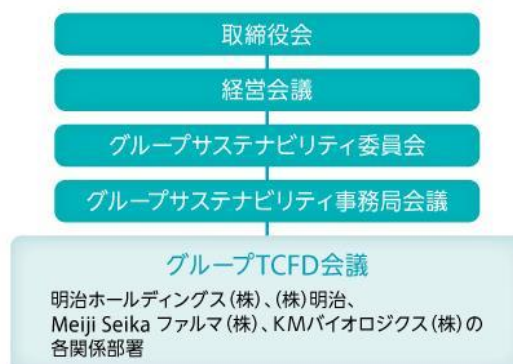 取締役会
経営会議
グループサステナビリティ委員会
グループサステナビリティ事務局会議
グループTCFD会議
明治ホールディングス（株）、（株）明治、
Meiji Seika ファルマ（株）、KMバイオロジクス（株）の
各関係部署